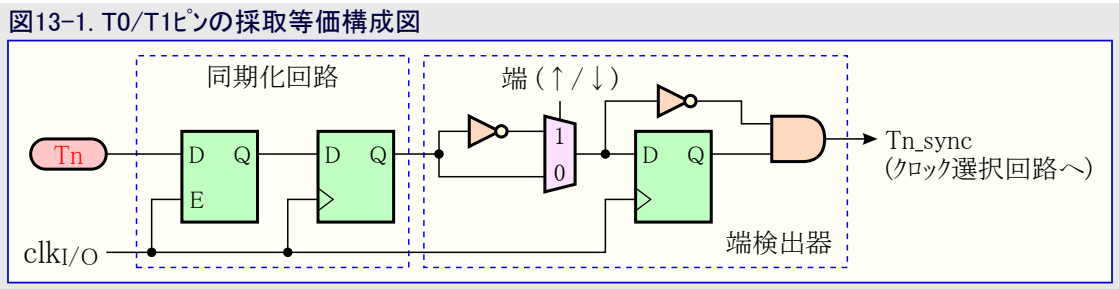 図13-1. T0/T1ピンの採取等価構成図
同期化回路
端 (↑/↓)
Tn
D Q
E
D Q
1
0
D Q
Tn_sync
(クロック選択回路へ)
clkI/O
端検出器